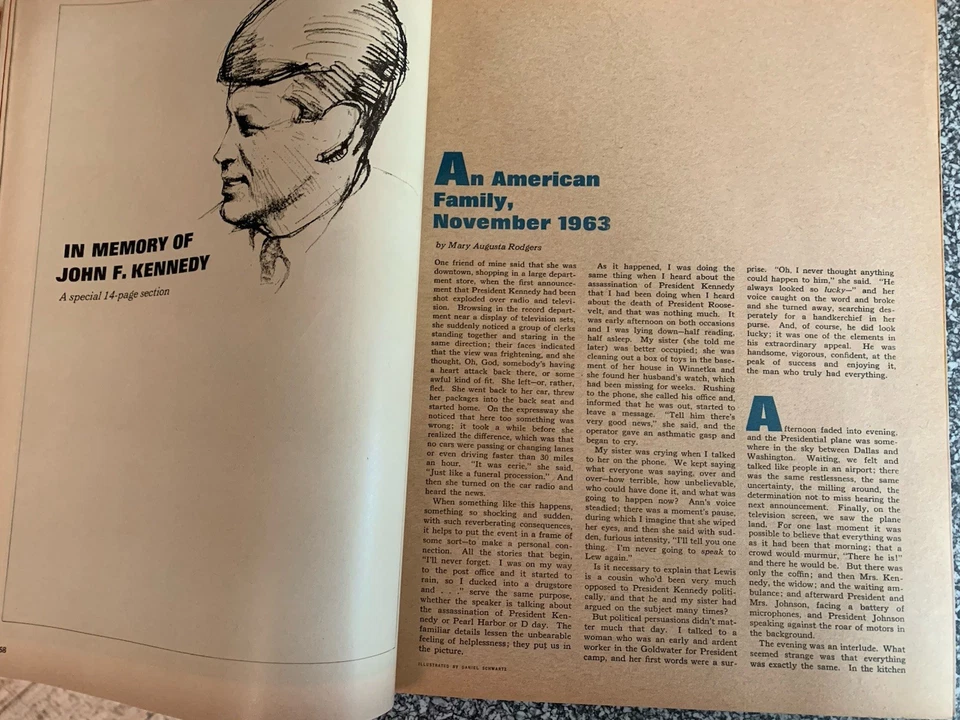 IN MEMORY OF
JOHN F. KENNEDY
A special 14-page section
58
An American
Family,
November 1963
by Mary Augusta Rodgers
One friend of mine said that she was
downtown, shopping in a large depart-
ment store, when the first announce-
ment that President Kennedy had been
shot exploded over radio and televi-
sion. Browsing in the record depart-
ment near a display of television sets,
she suddenly noticed a group of clerks
standing together and staring in the
same direction; their faces indicated
that the view was frightening, and she
thought, Oh, God, somebody's having
a heart attack back there, or some
awful kind of fit. She left—or, rather,
fled. She went back to her car, threw
her packages into the back seat and
started home. On the expressway she
noticed that here too something was
wrong; it took a while before she
realized the difference, which was that
no cars were passing or changing lanes
or even driving faster than 30 miles
an hour. "It was eerie," she said.
"Just like a funeral procession." And
then she turned on the car radio and
heard the news.
When something like this happens,
something so shocking and sudden,
with such reverberating consequences,
it helps to put the event in a frame of
some sort—to make a personal con-
nection. All the stories that begin,
"I'll never forget. I was on my way
to the post office and it started to
rain, so I ducked into a drugstore
and . . ." serve the same purpose,
whether the speaker is talking about
the assassination of President Ken-
nedy or Pearl Harbor or D day. The
familiar details lessen the unbearable
feeling of helplessness; they put us in
the picture.
ILLUSTRATED BY DANIEL SCHWARTZ
As it happened, I was doing the
same thing when I heard about the
assassination of President Kennedy
that I had been doing when I heard
about the death of President Roose-
velt, and that was nothing much. It
was early afternoon on both occasions
and I was lying down—half reading,
half asleep. My sister (she told me
later) was better occupied; she was
cleaning out a box of toys in the base-
ment of her house in Winnetka and
she found her husband's watch, which
had been missing for weeks. Rushing
to the phone, she called his office and,
informed that he was out, started to
leave a message. "Tell him there's
very good news," she said, and the
operator gave an asthmatic gasp and
began to cry.
My sister was crying when I talked
to her on the phone. We kept saying
what everyone was saying, over and
over—how terrible, how unbelievable,
who could have done it, and what was
going to happen now? Ann's voice
steadied; there was a moment's pause,
during which I imagine that she wiped
her eyes, and then she said with sud-
den, furious intensity, "I'll tell you one
thing. I'm never going to speak to
Lew again."
Is it necessary to explain that Lewis
is a cousin who'd been very much
opposed to President Kennedy politi-
cally, and that he and my sister had
argued on the subject many times?
But political persuasions didn't mat-
ter much that day. I talked to a
woman who was an early and ardent
worker in the Goldwater for President
camp, and her first words were a sur-
prise. "Oh, I never thought anything
could happen to him," she said. "He
always looked so lucky—" and her
voice caught on the word and broke
and she turned away, searching des-
perately for a handkerchief in her
purse. And, of course, he did look
lucky; it was one of the elements in
his extraordinary appeal. He was
handsome, vigorous, confident, at the
peak of success and enjoying it,
the man who truly had everything.
Afternoon faded into evening,
and the Presidential plane was some-
where in the sky between Dallas and
Washington. Waiting, we felt and
talked like people in an airport; there
was the same restlessness, the same
uncertainty, the milling around, the
determination not to miss hearing the
next announcement. Finally, on the
television screen, we saw the plane
land. For one last moment it was
possible to believe that everything was
as it had been that morning; that a
crowd would murmur, "There he is!"
and there he would be. But there was
only the coffin; and then Mrs. Ken-
nedy, the widow; and the waiting am-
bulance; and afterward President and
Mrs. Johnson, facing a battery of
microphones, and President Johnson
speaking against the roar of motors in
the background.
The evening was an interlude. What
seemed strange was that everything
was exactly the same. In the kitchen